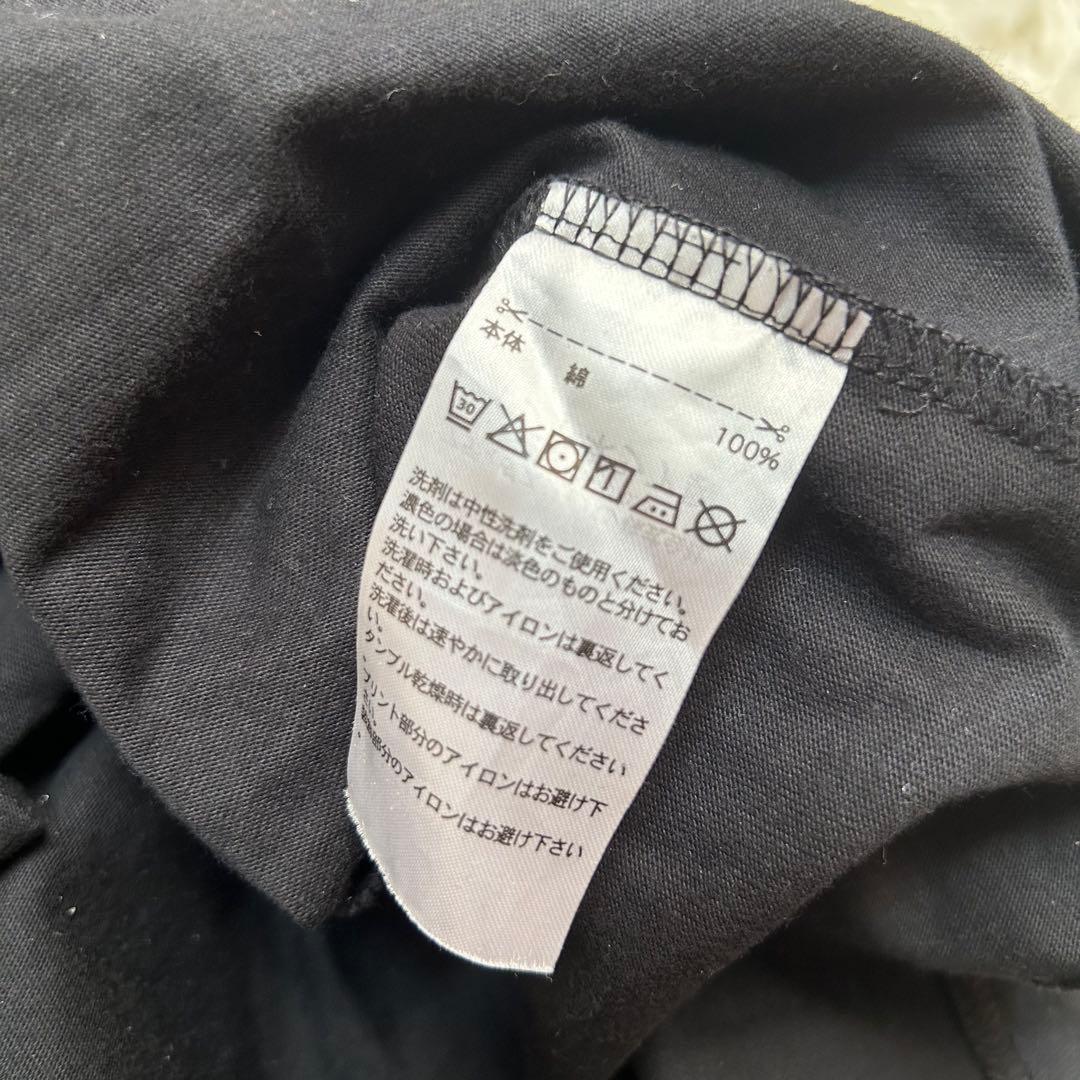 本体 綿 100%
30
洗剤は中性洗剤をご使用ください。
濃色の場合は淡色のものと分けてお
洗い下さい。
洗濯時およびアイロンは裏返してく
ださい。
洗濯後は速やかに取り出してくださ
い。
タンブル乾燥時は裏返してください
。
プリント部分のアイロンはお避け下
さい。
部分のアイロンはお避け下さい
。